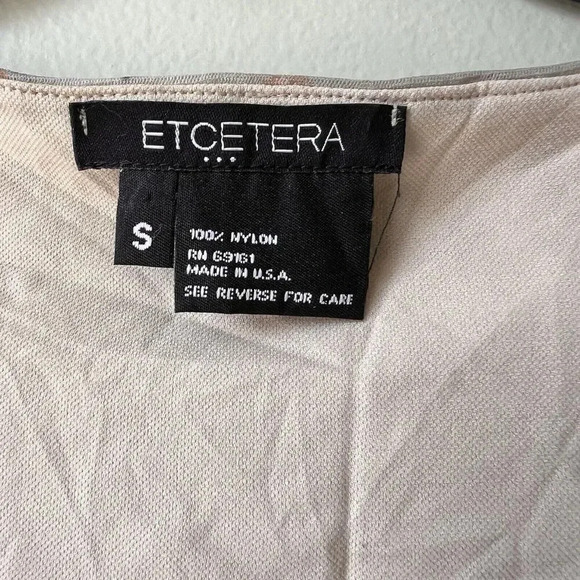 ETCETERA
...
S
100% NYLON
RN 69161
MADE IN U.S.A.
SEE REVERSE FOR CARE